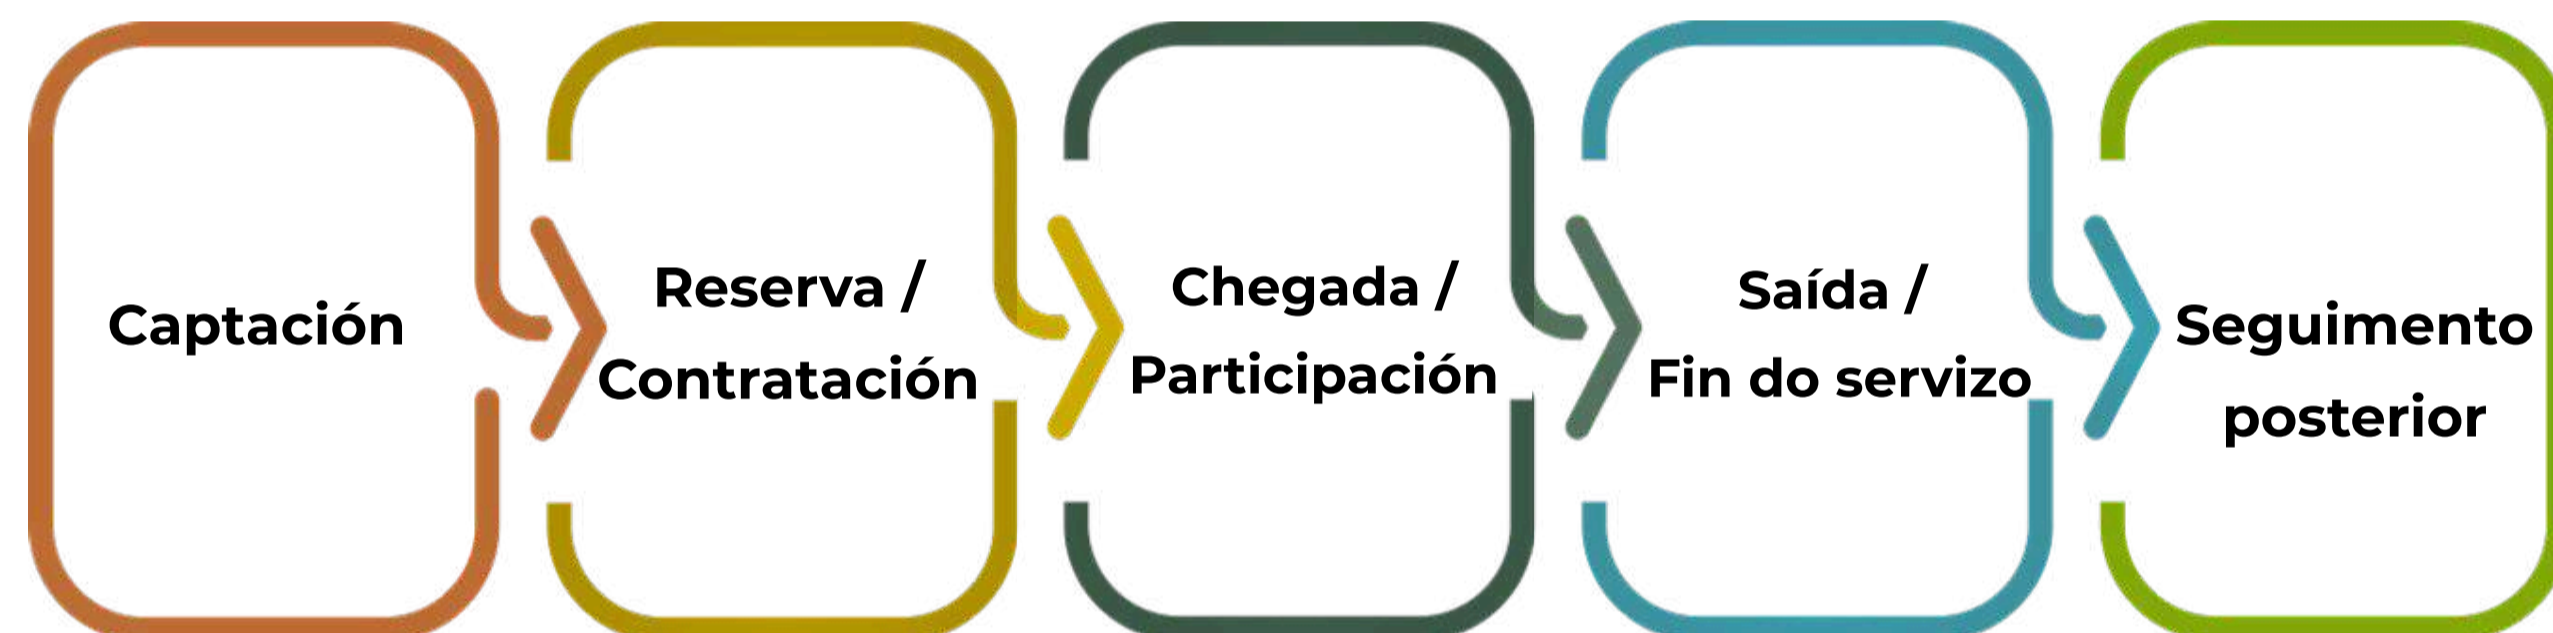 Captación
Reserva /
Contratación
Chegada /
Participación
Saída /
Fin do servizo
Seguimento
posterior